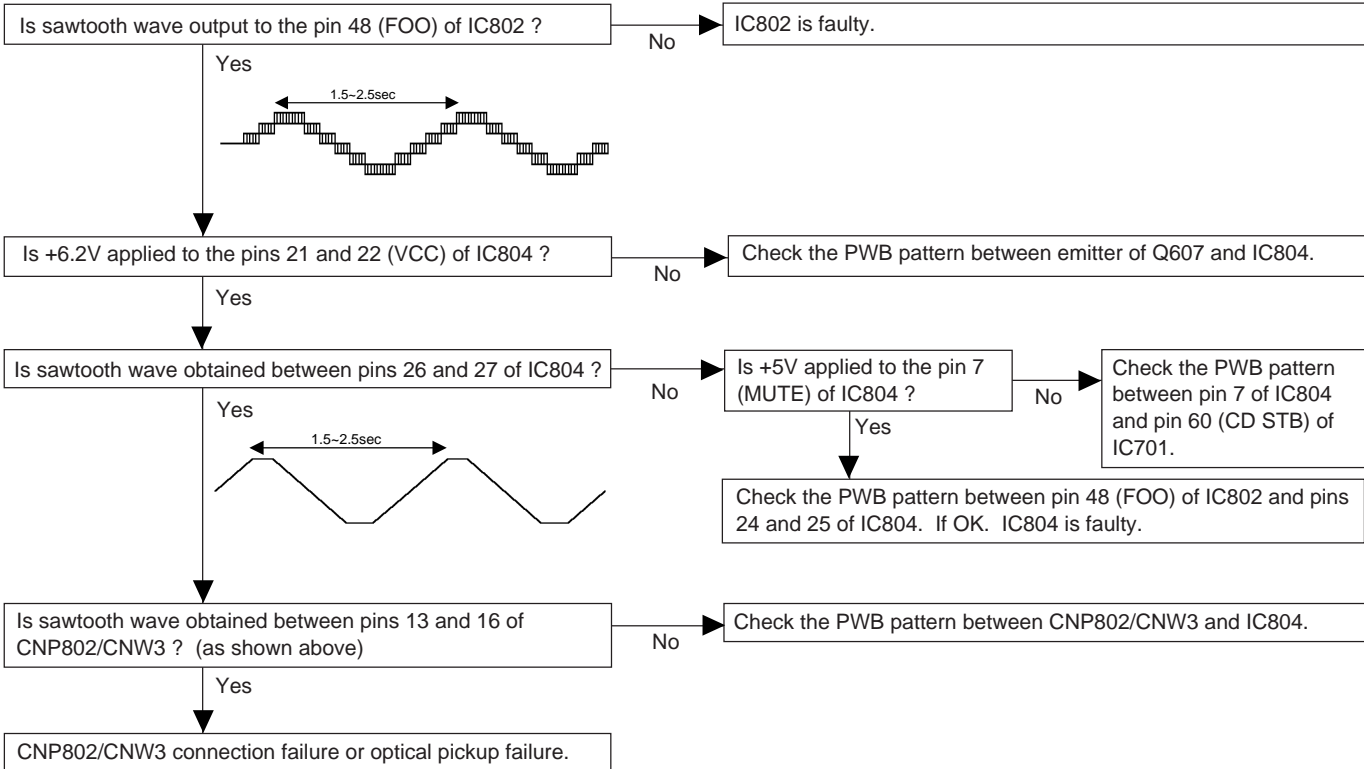 Is sawtooth wave output to the pin 48 (FOO) of IC802 ?
No
IC802 is faulty.
Yes
1.5~2.5sec
Is +6.2V applied to the pins 21 and 22 (VCC) of IC804 ?
No
Check the PWB pattern between emitter of Q607 and IC804.
Yes
Is sawtooth wave obtained between pins 26 and 27 of IC804 ?
No
Is +5V applied to the pin 7
(MUTE) of IC804 ?
No
Check the PWB pattern
between pin 7 of IC804
and pin 60 (CD STB) of
IC701.
Yes
Check the PWB pattern between pin 48 (FOO) of IC802 and pins
24 and 25 of IC804.  If OK.  IC804 is faulty.
Yes
1.5~2.5sec
Is sawtooth wave obtained between pins 13 and 16 of
CNP802/CNW3 ?  (as shown above)
No
Check the PWB pattern between CNP802/CNW3 and IC804.
Yes
CNP802/CNW3 connection failure or optical pickup failure.